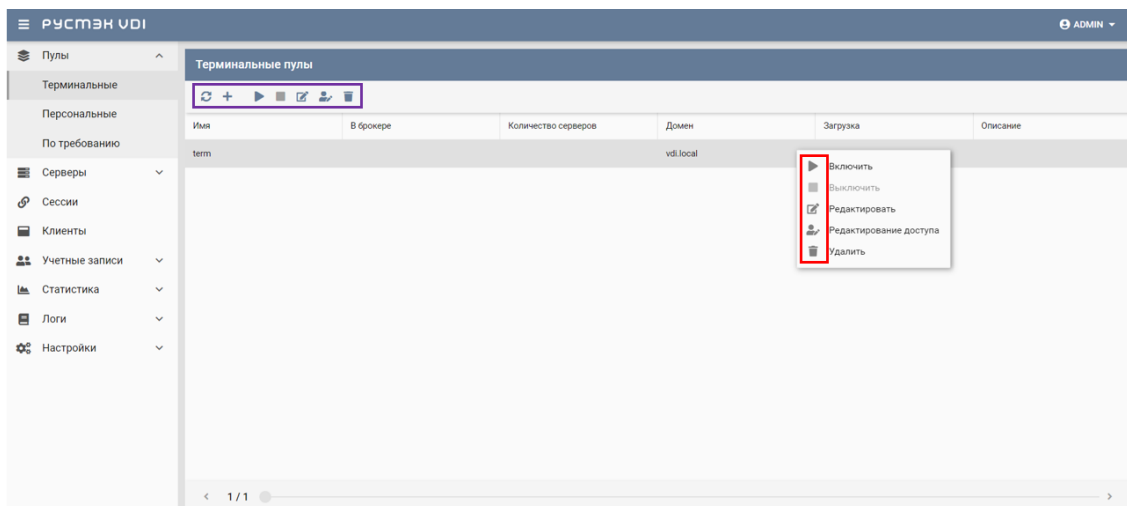 РУСТЭК VDI
ADMIN
Пулы
Терминальные
Персональные
По требованию
Серверы
Сессии
Клиенты
Учетные записи
Статистика
Логи
Настройки
Терминальные пулы
Имя В брокере Количество серверов Домен Загрузка Описание
term vdi.local
Включить
Выключить
Редактировать
Редактирование доступа
Удалить
1 / 1